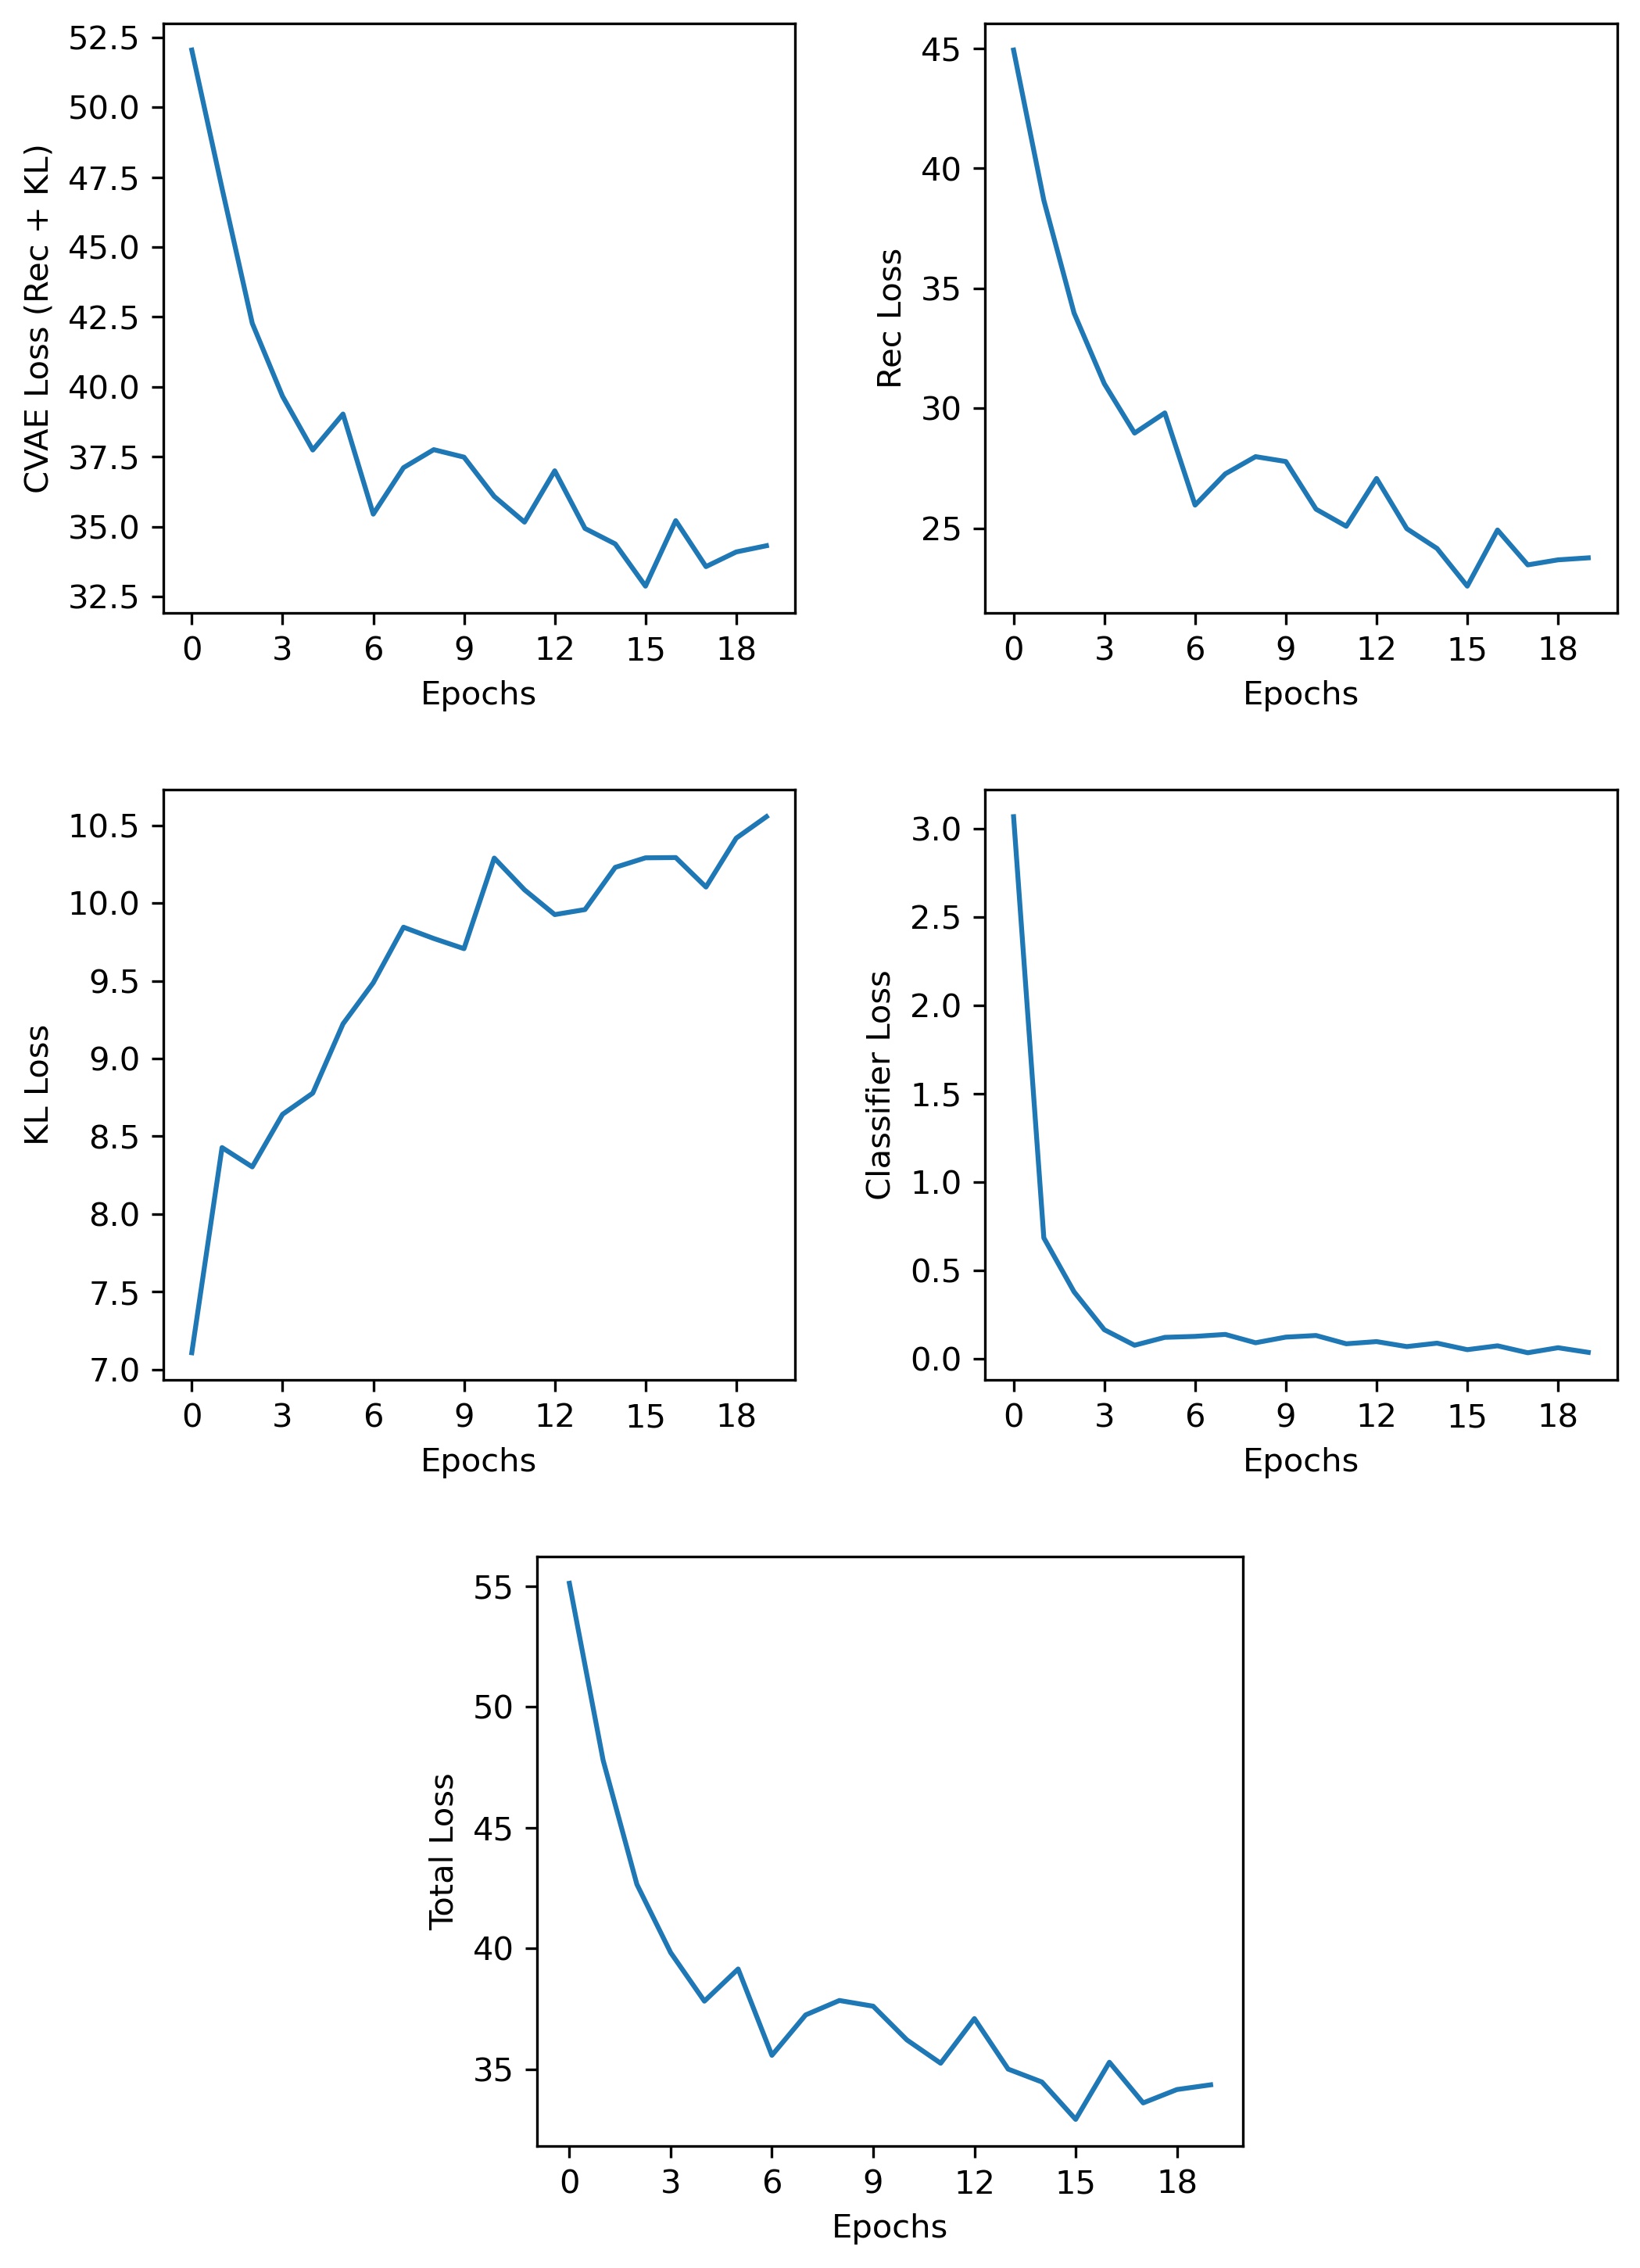 CVAE Loss (Rec + KL)
52.5
50.0
47.5
45.0
42.5
40.0
37.5
35.0
32.5
0 3 6 9 12 15 18
Epochs
Rec Loss
45
40
35
30
25
0 3 6 9 12 15 18
Epochs
KL Loss
10.5
10.0
9.5
9.0
8.5
8.0
7.5
7.0
0 3 6 9 12 15 18
Epochs
Classifier Loss
3.0
2.5
2.0
1.5
1.0
0.5
0.0
0 3 6 9 12 15 18
Epochs
Total Loss
55
50
45
40
35
0 3 6 9 12 15 18
Epochs